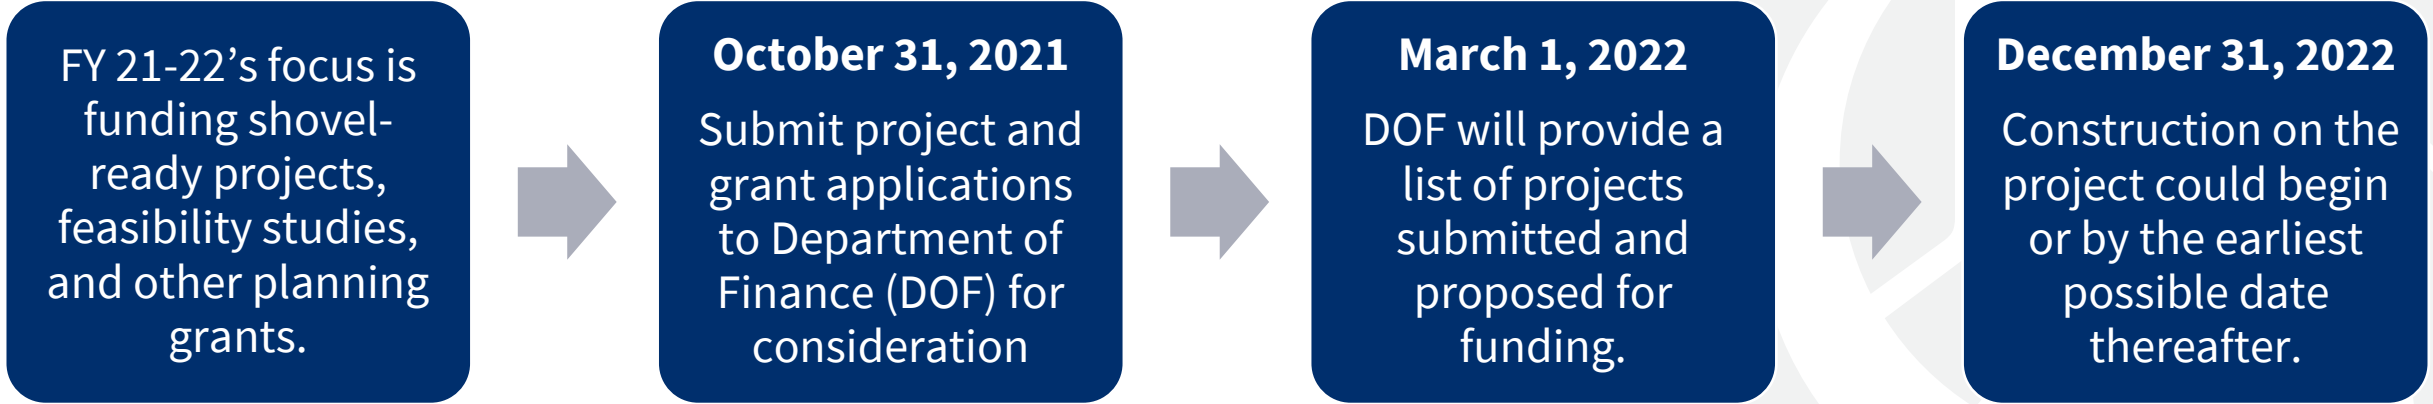 FY 21-22’s focus is
funding shovel-
ready projects,
feasibility studies,
and other planning
grants.
October 31, 2021
Submit project and
grant applications
to Department of
Finance (DOF) for
consideration
March 1, 2022
DOF will provide a
list of projects
submitted and
proposed for
funding.
December 31, 2022
Construction on the
project could begin
or by the earliest
possible date
thereafter.